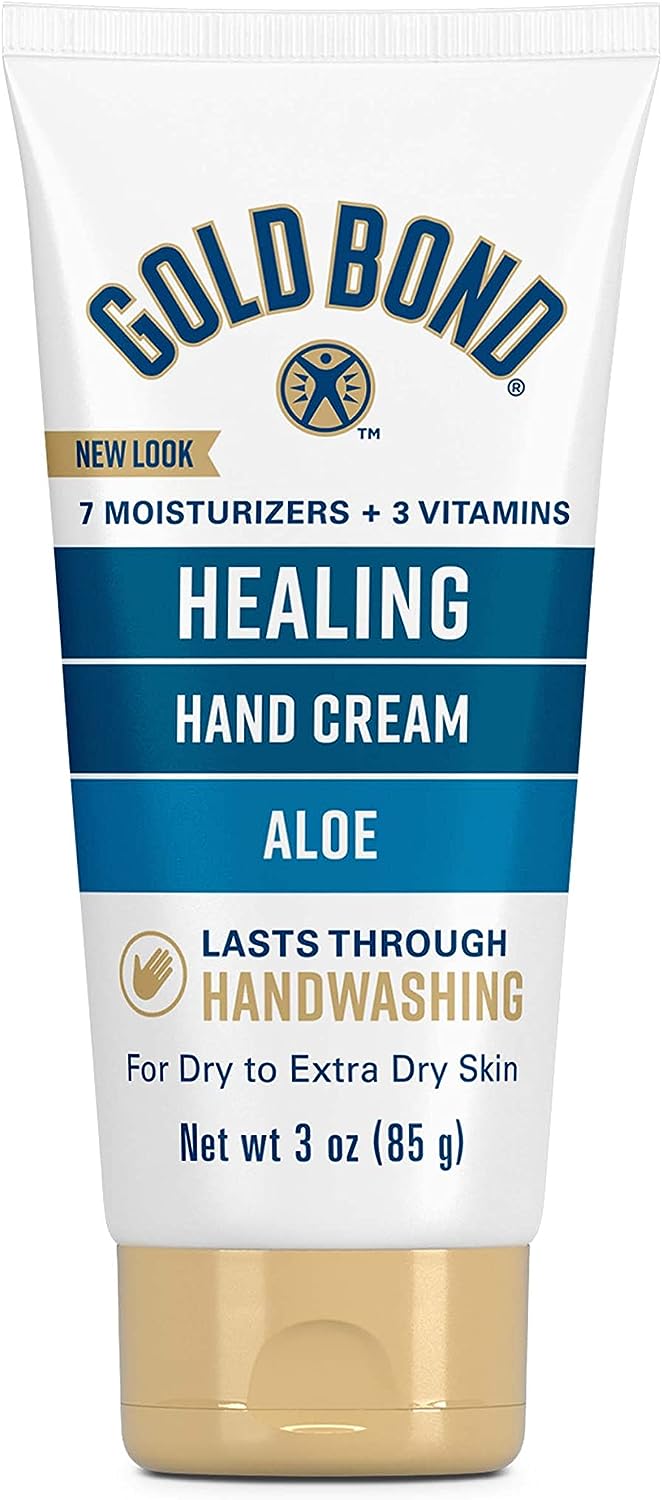 GOLD BOND®
™
NEW LOOK
7 MOISTURIZERS + 3 VITAMINS
HEALING
HAND CREAM
ALOE
LASTS THROUGH
HANDWASHING
For Dry to Extra Dry Skin
Net wt 3 oz (85 g)